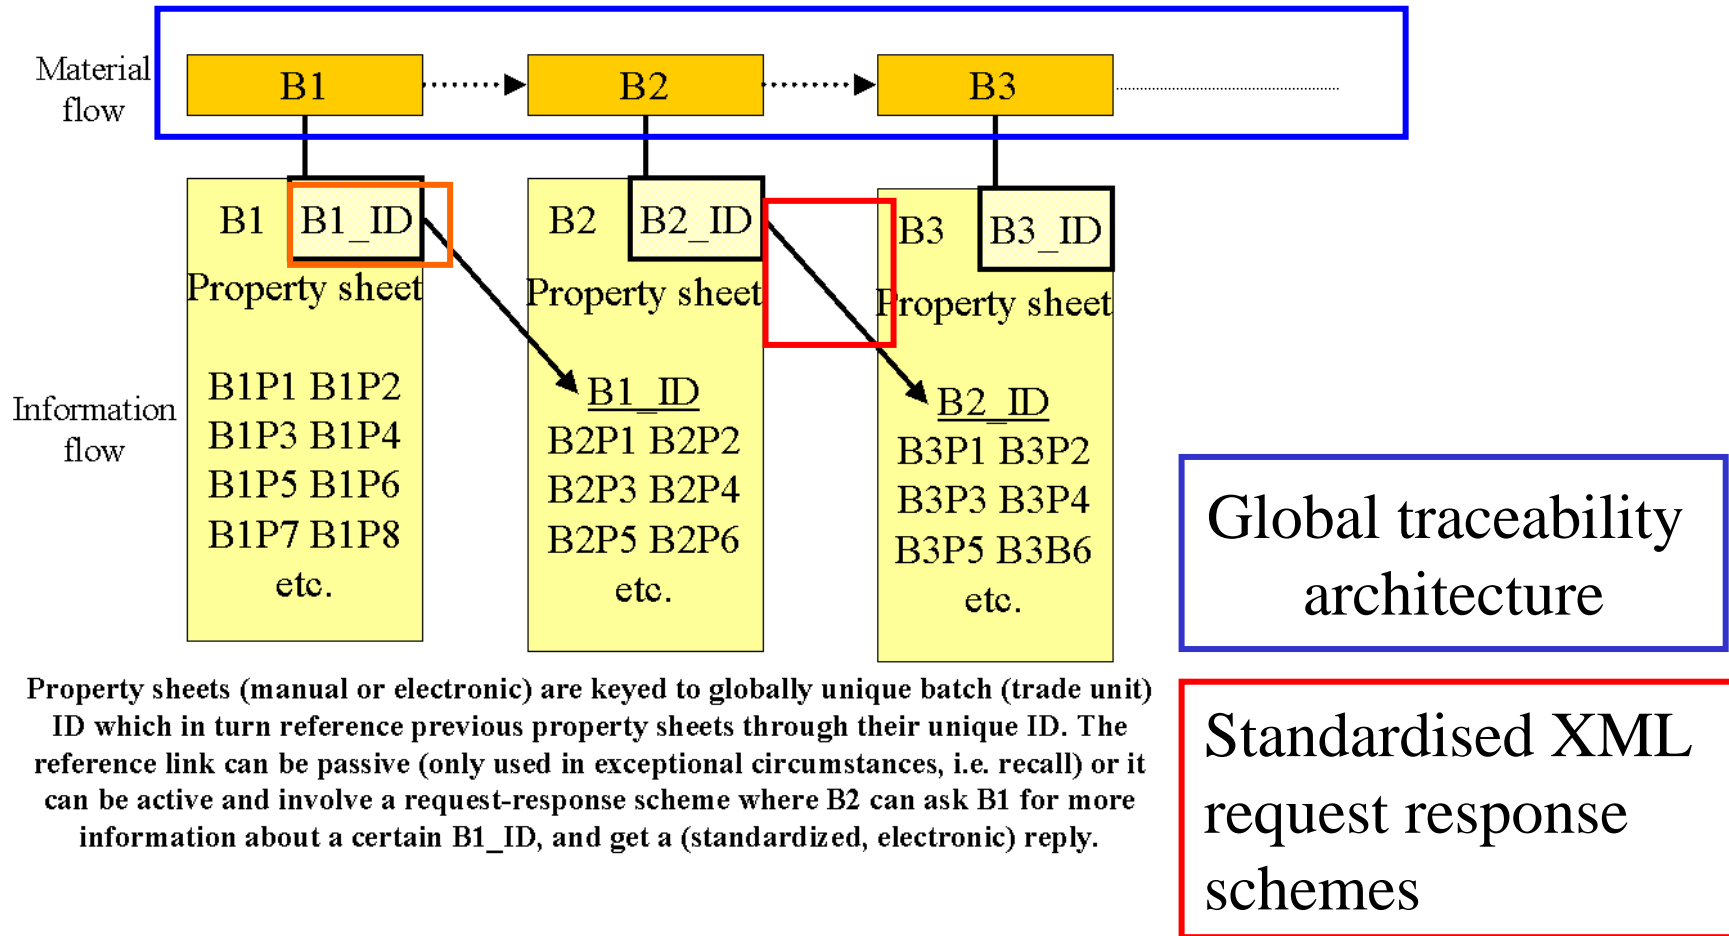 Material
flow
B1
B2
B3
B1
B1_ID
Property sheet
B1P1 B1P2
B1P3 B1P4
B1P5 B1P6
B1P7 B1P8
etc.
B2
B2_ID
Property sheet
B1_ID
B2P1 B2P2
B2P3 B2P4
B2P5 B2P6
etc.
B3
B3_ID
Property sheet
B2_ID
B3P1 B3P2
B3P3 B3P4
B3P5 B3B6
etc.
Information
flow
Global traceability
architecture
Property sheets (manual or electronic) are keyed to globally unique batch (trade unit)
ID which in turn reference previous property sheets through their unique ID. The
reference link can be passive (only used in exceptional circumstances, i.e. recall) or it
can be active and involve a request-response scheme where B2 can ask B1 for more
information about a certain B1_ID, and get a (standardized, electronic) reply.
Standardised XML
request response
schemes